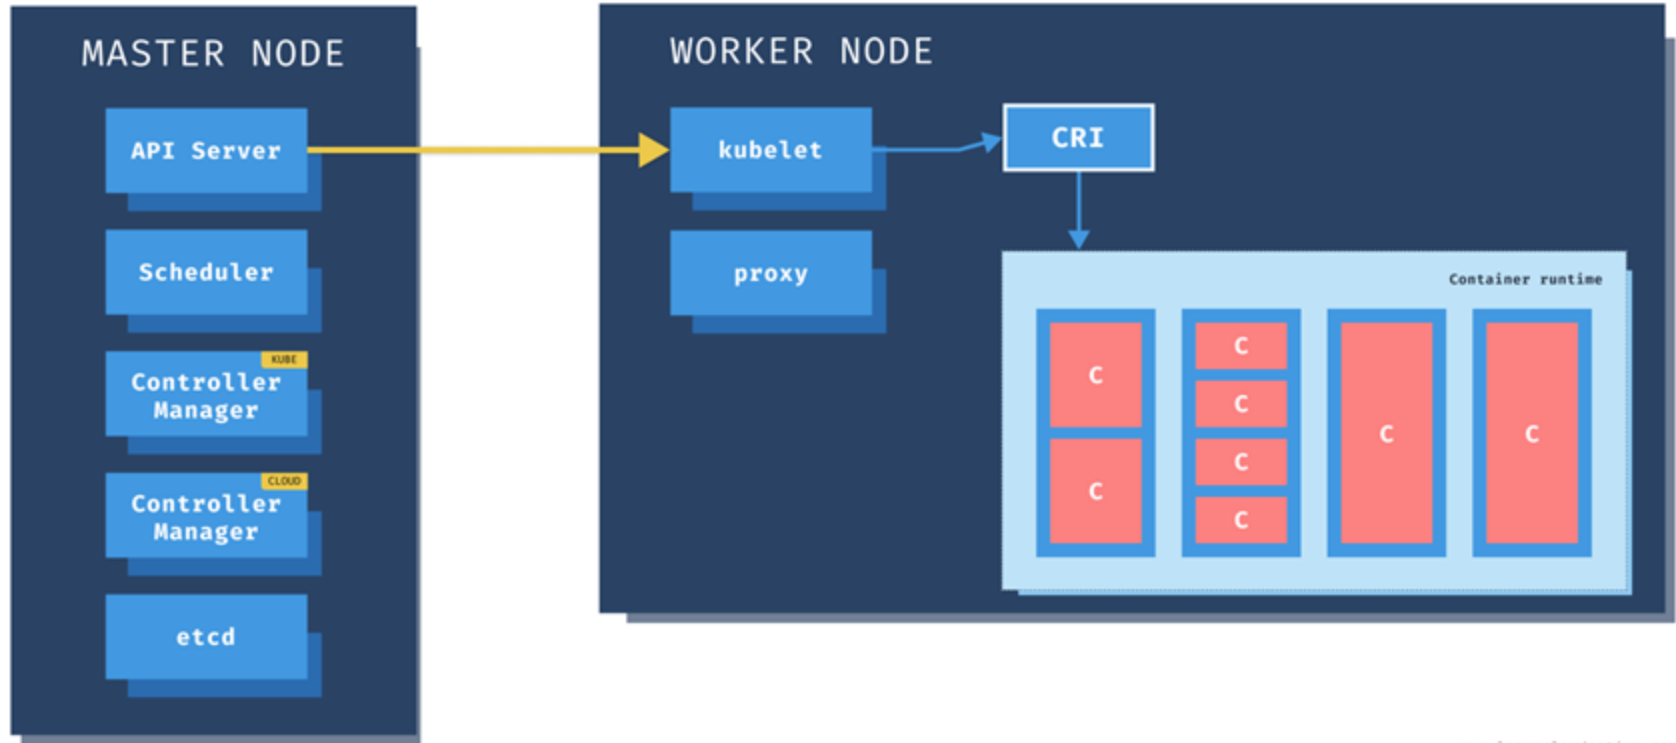 MASTER NODE
API Server
Scheduler
KUBE
Controller
Manager
CLOUD
Controller
Manager
etcd
WORKER NODE
kubelet
proxy
CRI
Container runtime
C
C
C
C
C
C
C
C